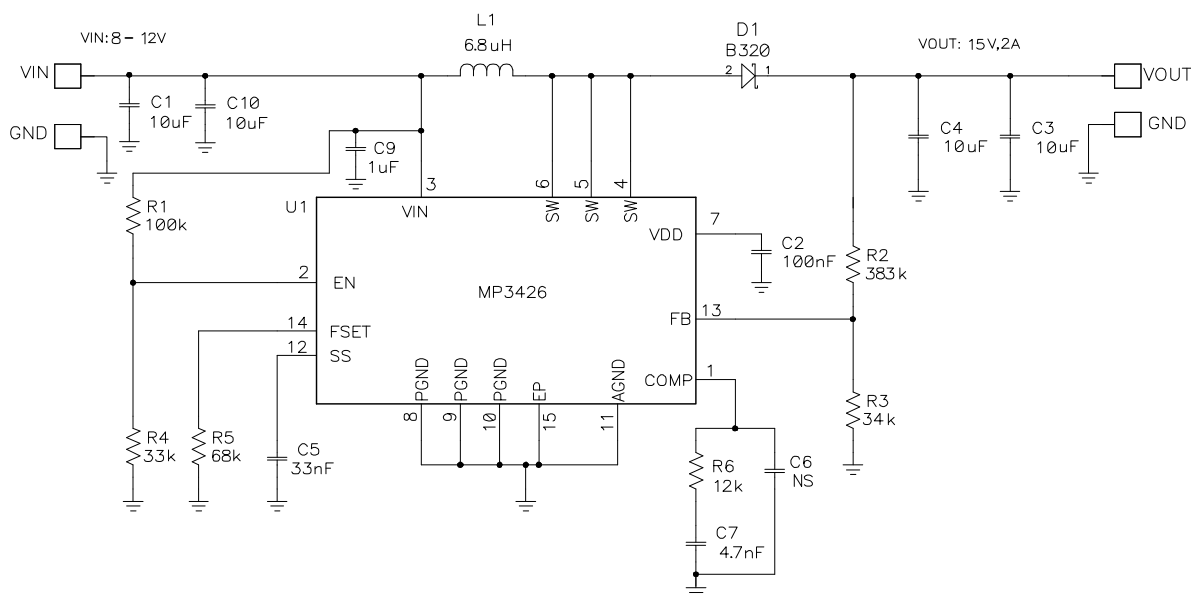 L1
6.8uH
D1
B320
VIN:8- 12V
VOUT: 15V,2A
VIN
2
1
VOUT
C1
10uF
C10
10uF
C4
10uF
C3
10uF
GND
GND
C9
1uF
3
6
5
4
R1
100k
U1
VIN
SW
SW
SW
7
VDD
C2
100nF
R2
383k
2
EN
MP3426
FB
13
14
FSET
12
SS
PGND
PGND
PGND
EP
AGND
COMP
1
8
9
10
15
11
R3
34k
R4
33k
R5
68k
C5
33nF
R6
12k
C6
NS
C7
4.7nF